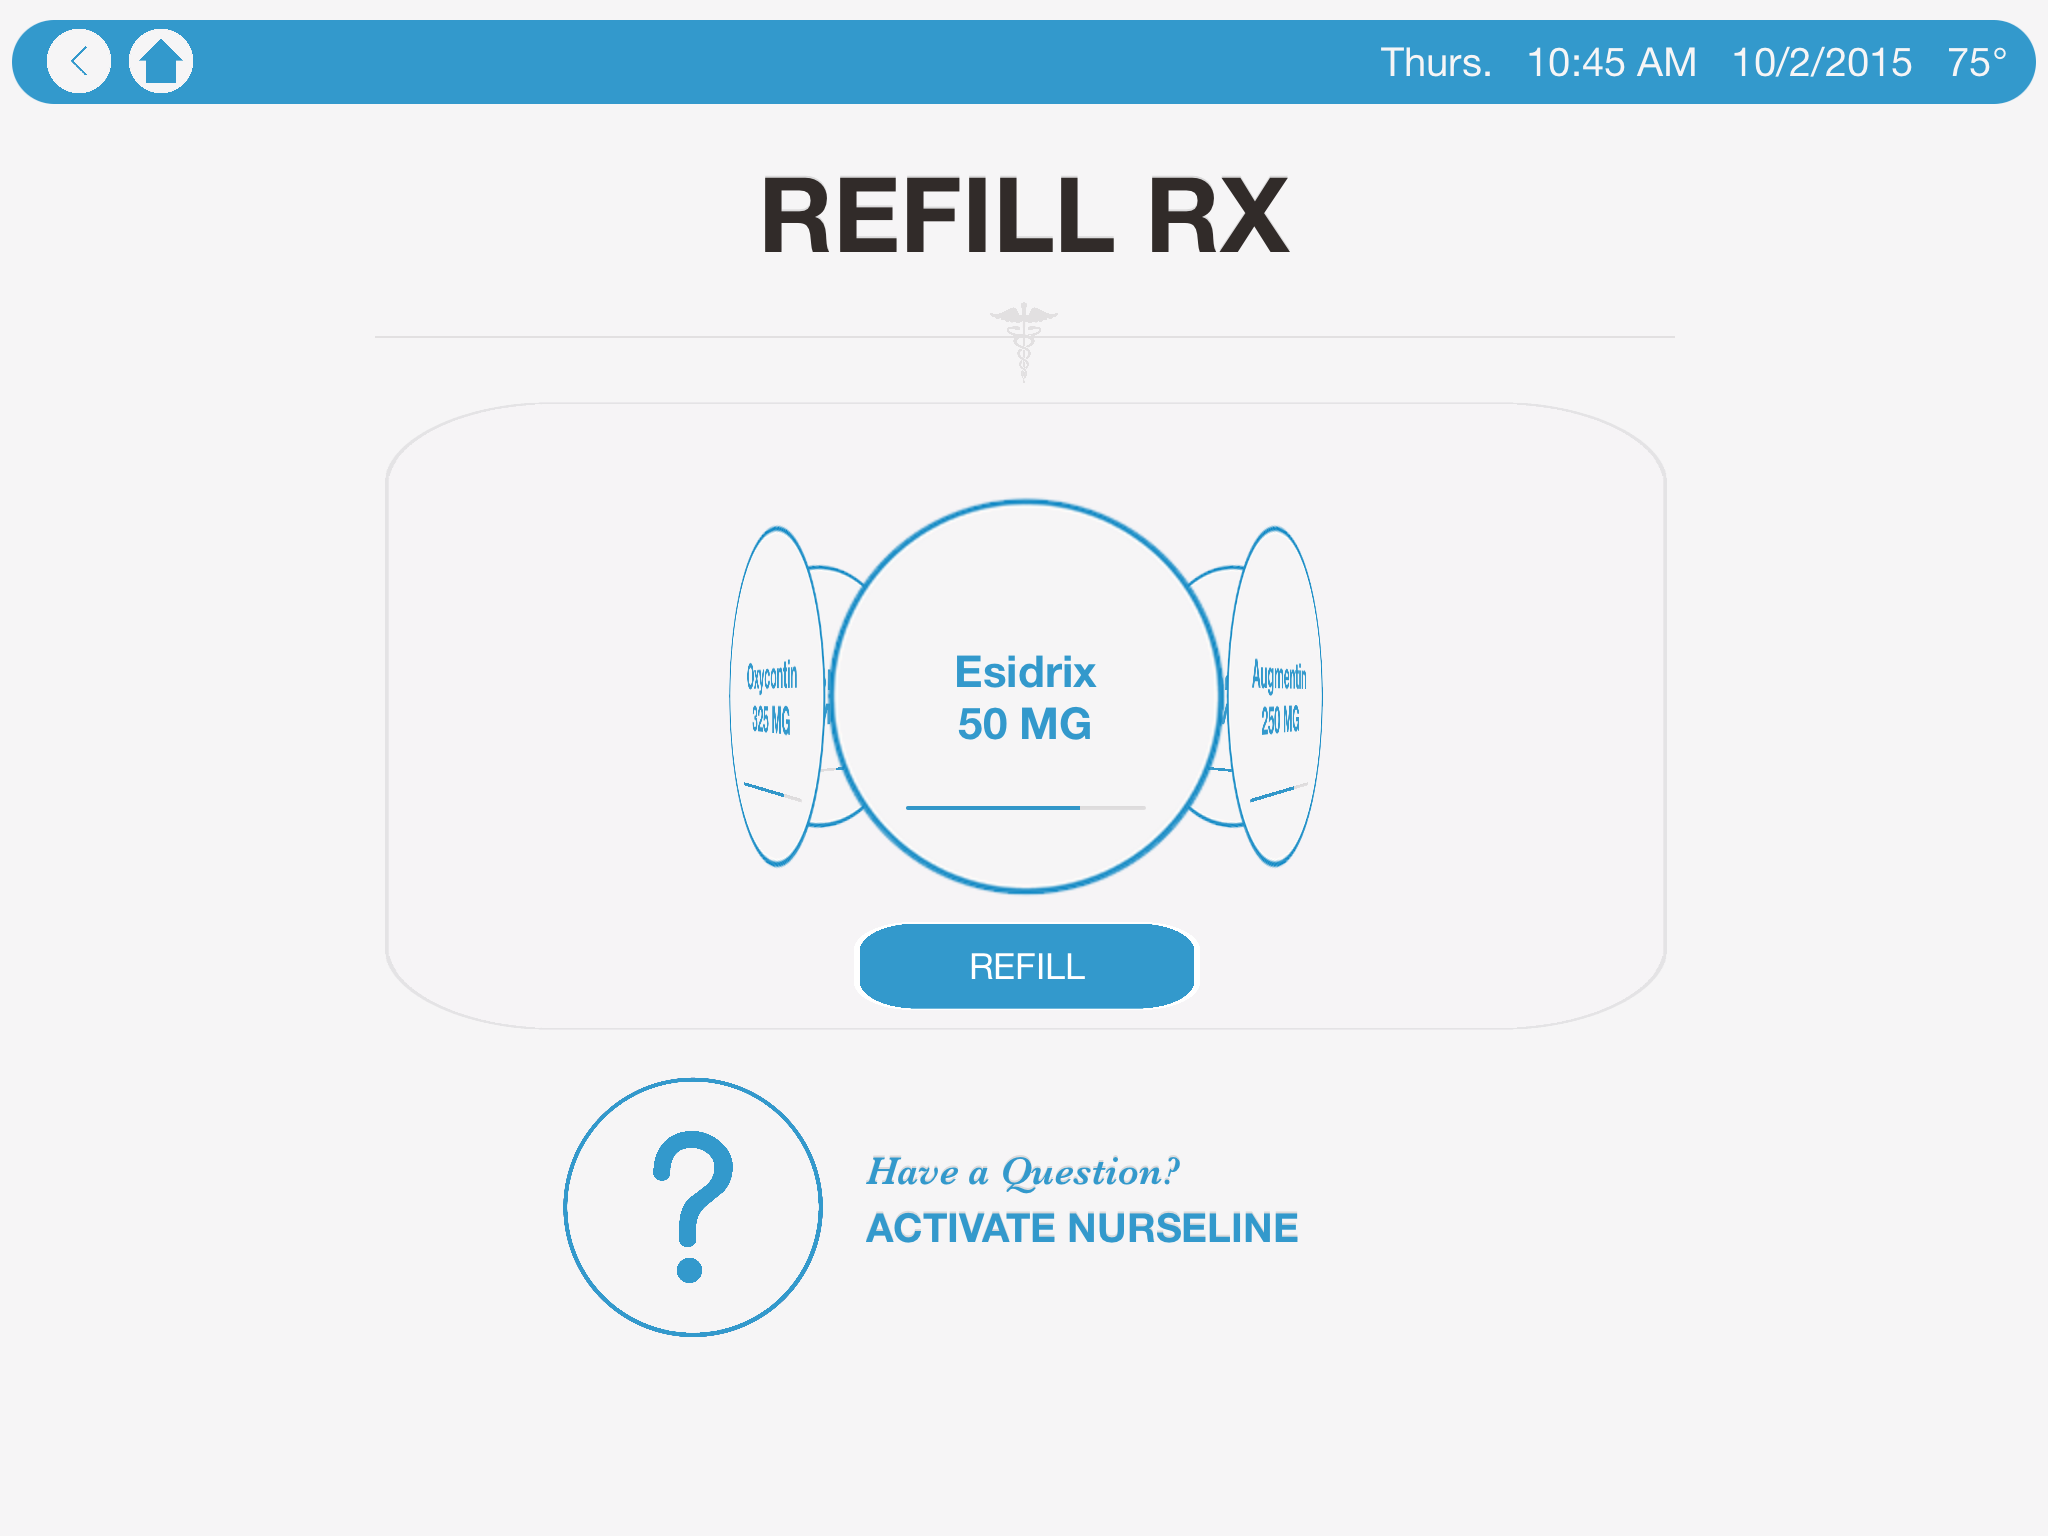 Thurs. 10:45 AM 10/2/2015 75°
REFILL RX
Oxycontin
325 MG
Esidrix
50 MG
Augmentin
250 MG
REFILL
Have a Question?
ACTIVATE NURSELINE